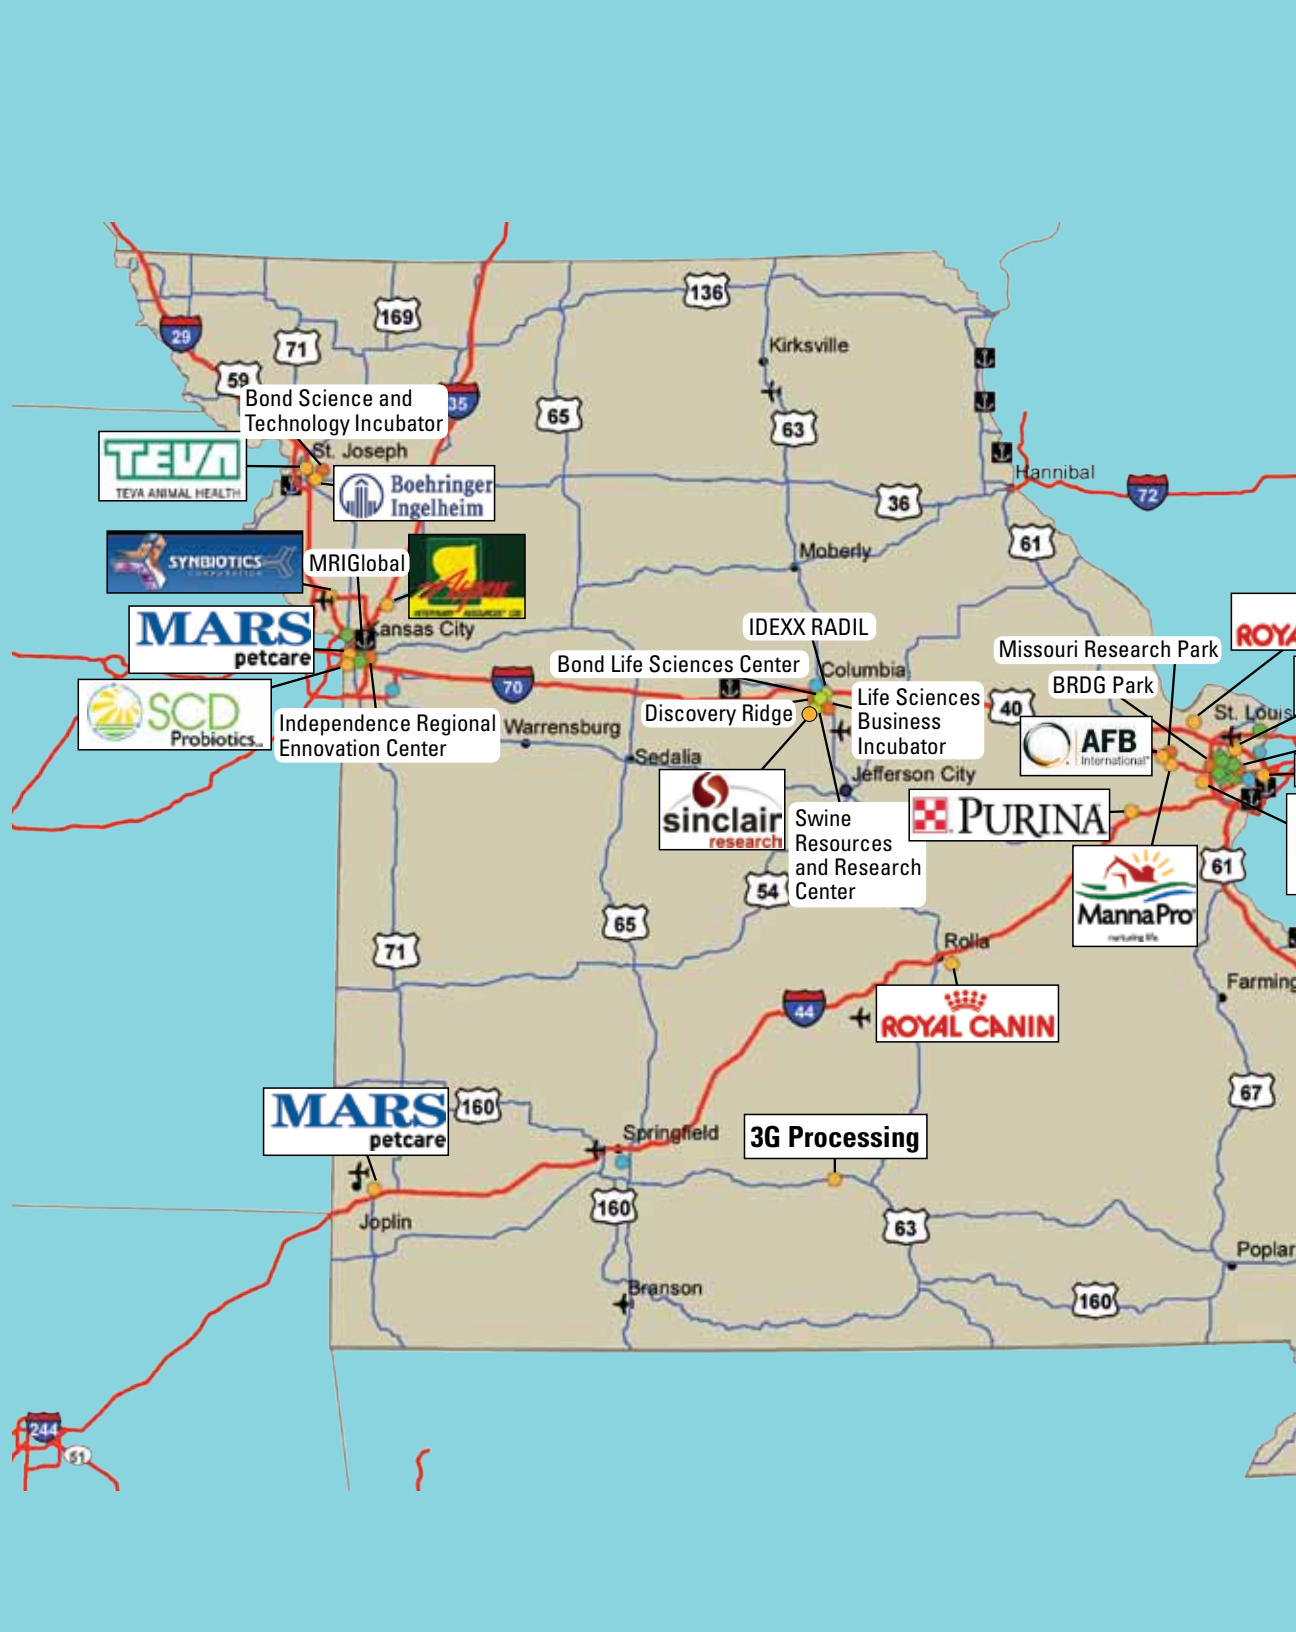 136
169
29
71
59
Kirksville
Bond Science and
Technology Incubator
35
65
63
TEVA
TEVA ANIMAL HEALTH
St. Joseph
Boehringer
Ingelheim
Hannibal
72
36
61
SYNBIOTICS
CORPORATION
MRIGlobal
Moberly
MARS
petcare
Kansas City
IDEXX RADIL
ROYA
Missouri Research Park
Bond Life Sciences Center
Columbia
BRDG Park
70
SCD
Probiotics
Discovery Ridge
Life Sciences
Business
Incubator
40
St. Louis
Independence Regional
Ennovation Center
Warrensburg
AFB
International
Sedalia
Jefferson City
sinclair
research
Swine
Resources
and Research
Center
PURINA
54
61
MannaPro
nurturing life.
65
71
Rolla
Farming
44
ROYAL CANIN
MARS
petcare
160
67
Springfield
3G Processing
160
Joplin
63
Poplar
Branson
160
244
51